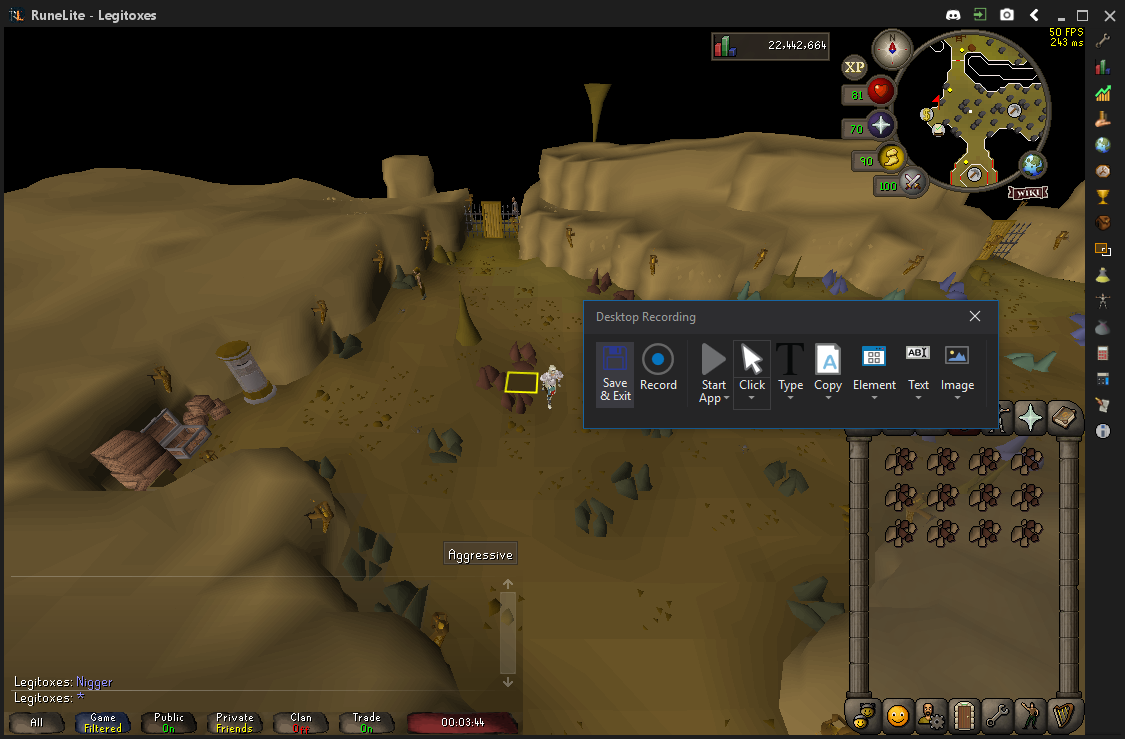 RuneLite - Legitoxes
50 FPS
243 ms
22,442,664
XP
81
70
90
100
N
WIKI
Desktop Recording
Save & Exit
Record
Start App
Click
Type
Copy
Element
Text
Image
T
A
ABI
Aggressive
Legitoxes: Nigger
Legitoxes: *
All
Game
Filtered
Public
On
Private
Friends
Clan
Off
Trade
On
00:03:44